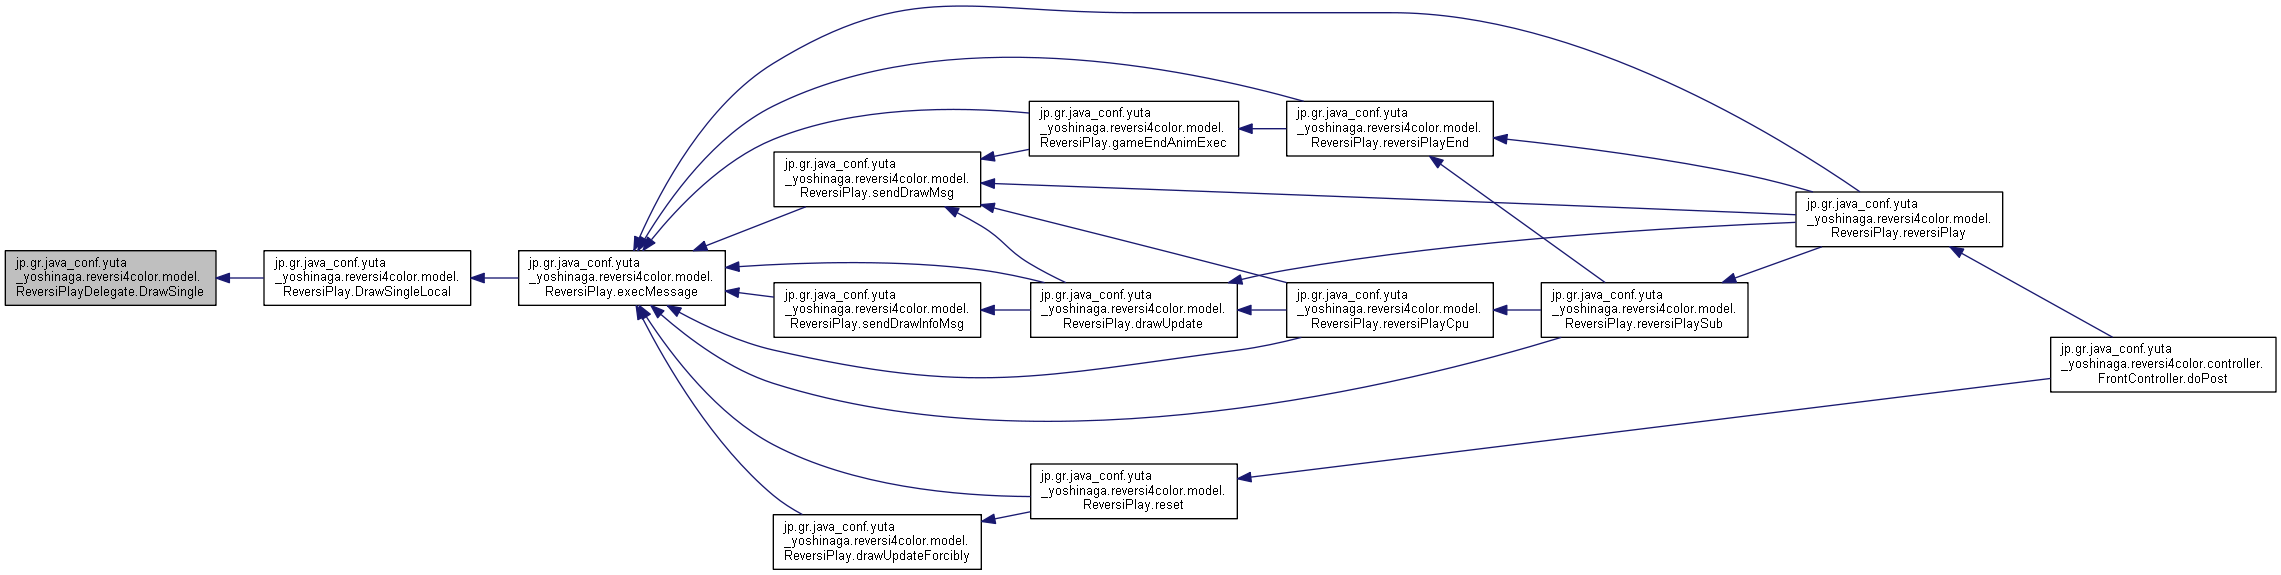 jp.gr.java_conf.yuta
_yoshinaga.reversi4color.model.
ReversiPlayDelegate.DrawSingle
jp.gr.java_conf.yuta
_yoshinaga.reversi4color.model.
ReversiPlay.DrawSingleLocal
jp.gr.java_conf.yuta
_yoshinaga.reversi4color.model.
ReversiPlay.execMessage
jp.gr.java_conf.yuta
_yoshinaga.reversi4color.model.
ReversiPlay.sendDrawMsg
jp.gr.java_conf.yuta
_yoshinaga.reversi4color.model.
ReversiPlay.sendDrawInfoMsg
jp.gr.java_conf.yuta
_yoshinaga.reversi4color.model.
ReversiPlay.drawUpdateForcibly
jp.gr.java_conf.yuta
_yoshinaga.reversi4color.model.
ReversiPlay.gameEndAnimExec
jp.gr.java_conf.yuta
_yoshinaga.reversi4color.model.
ReversiPlay.drawUpdate
jp.gr.java_conf.yuta
_yoshinaga.reversi4color.model.
ReversiPlay.reset
jp.gr.java_conf.yuta
_yoshinaga.reversi4color.model.
ReversiPlay.reversiPlayEnd
jp.gr.java_conf.yuta
_yoshinaga.reversi4color.model.
ReversiPlay.reversiPlayCpu
jp.gr.java_conf.yuta
_yoshinaga.reversi4color.model.
ReversiPlay.reversiPlaySub
jp.gr.java_conf.yuta
_yoshinaga.reversi4color.model.
ReversiPlay.reversiPlay
jp.gr.java_conf.yuta
_yoshinaga.reversi4color.controller.
FrontController.doPost